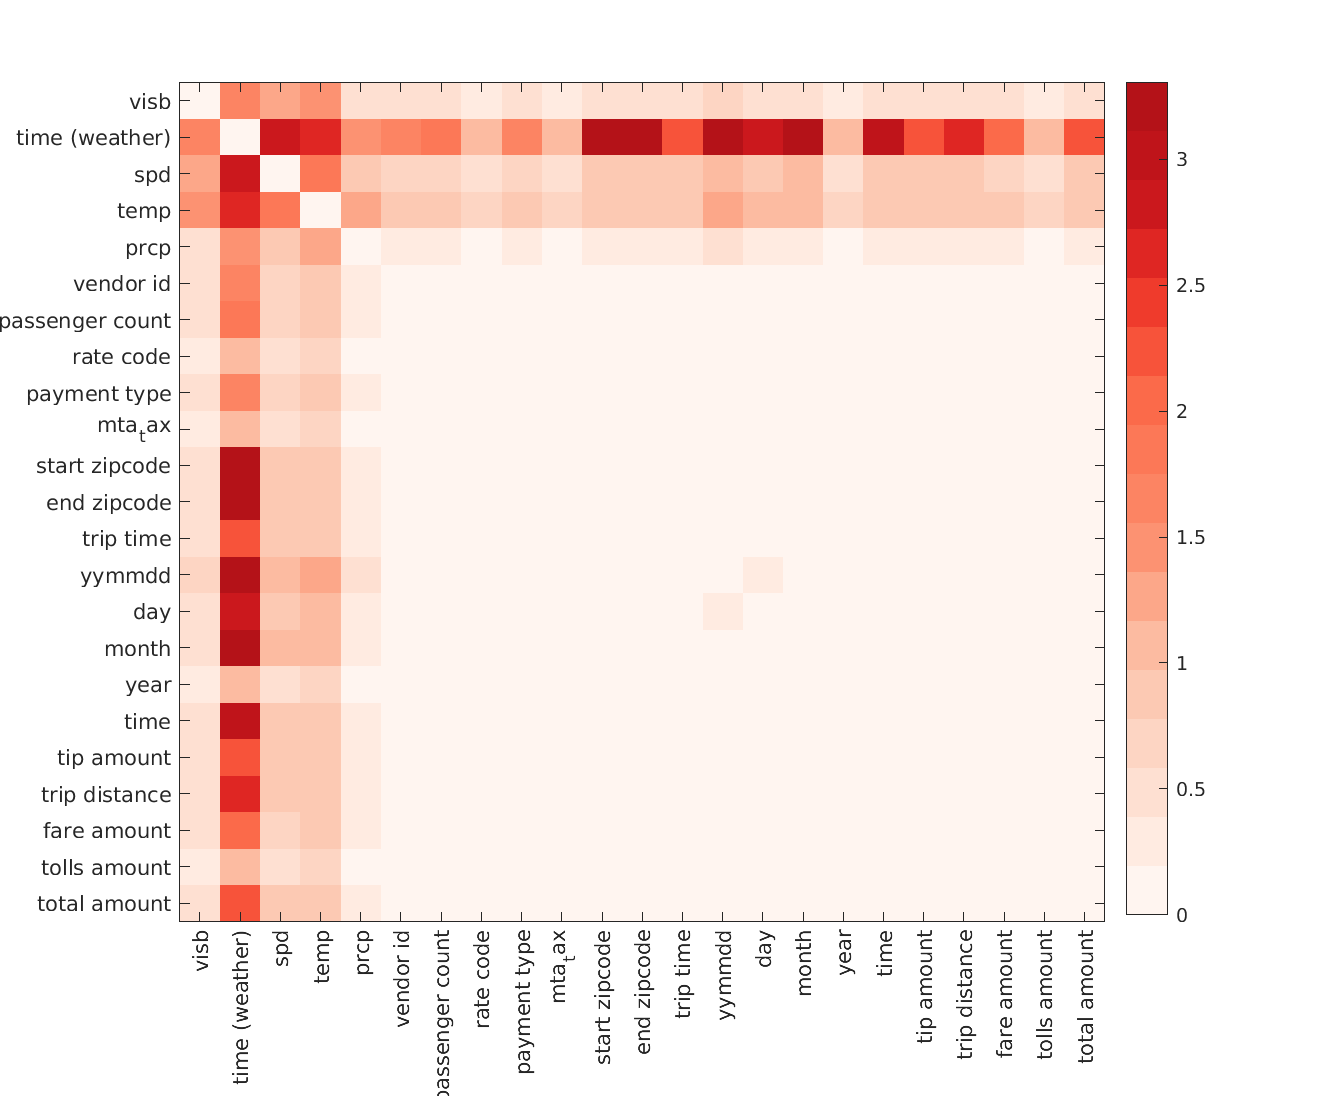 visb
time (weather)
spd
temp
prcp
vendor id
passenger count
rate code
payment type
mta_tax
start zipcode
end zipcode
trip time
yymmdd
day
month
year
time
tip amount
trip distance
fare amount
tolls amount
total amount
visb
time (weather)
spd
temp
prcp
vendor id
passenger count
rate code
payment type
mta_tax
start zipcode
end zipcode
trip time
yymmdd
day
month
year
time
tip amount
trip distance
fare amount
tolls amount
total amount
3
2.5
2
1.5
1
0.5
0